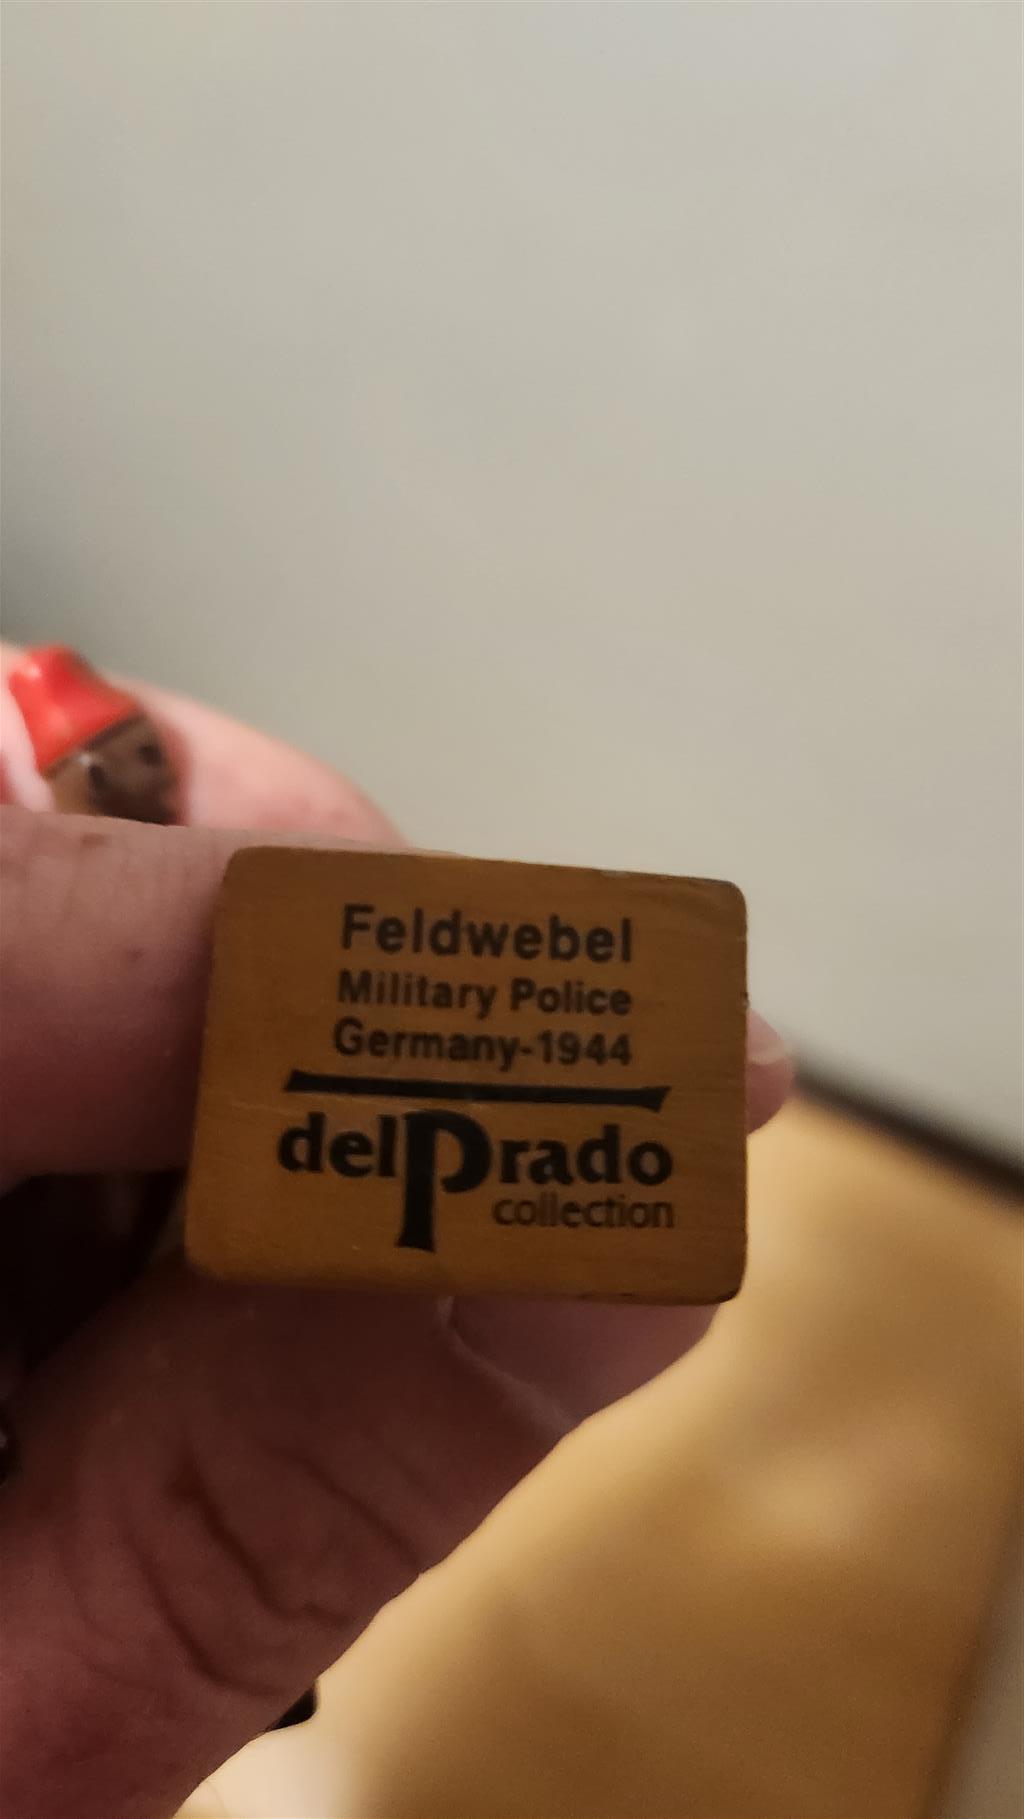 Feldwebel
Military Police
Germany-1944
delPrado
collection